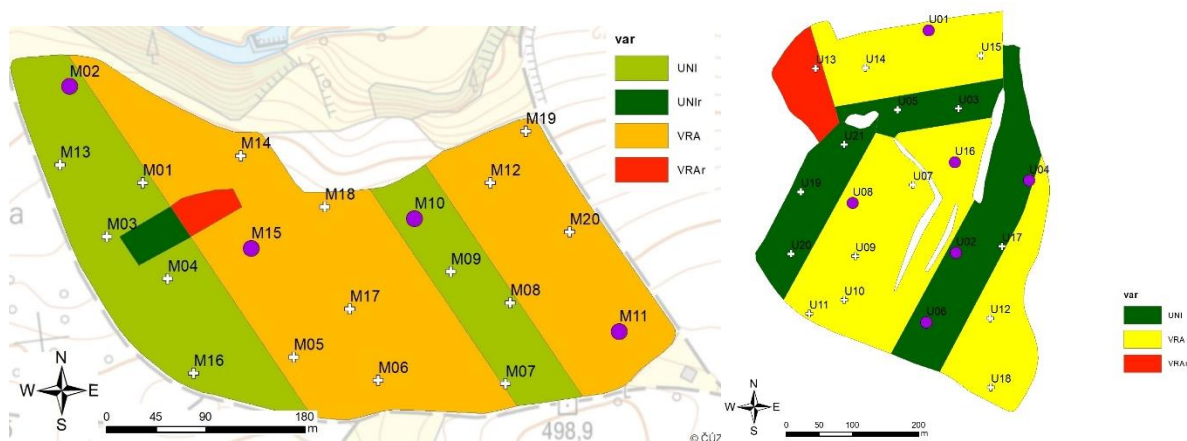 M02
M13
M01
M14
M19
M12
M18
M10
M20
M03
M15
M04
M09
M08
M17
M11
M05
M06
M07
M16
a
498,9
N
W E
S
0 45 90 180
m
var
UNI
UNIr
VRA
VRAr
U01
U15
U13
U14
U05
U03
U21
U16
U07
U04
U19
U08
U20
U09
U02
U17
U10
U11
U06
U12
U18
N
W E
S
0 50 100 200
m
var
UNI
VRA
VRAr